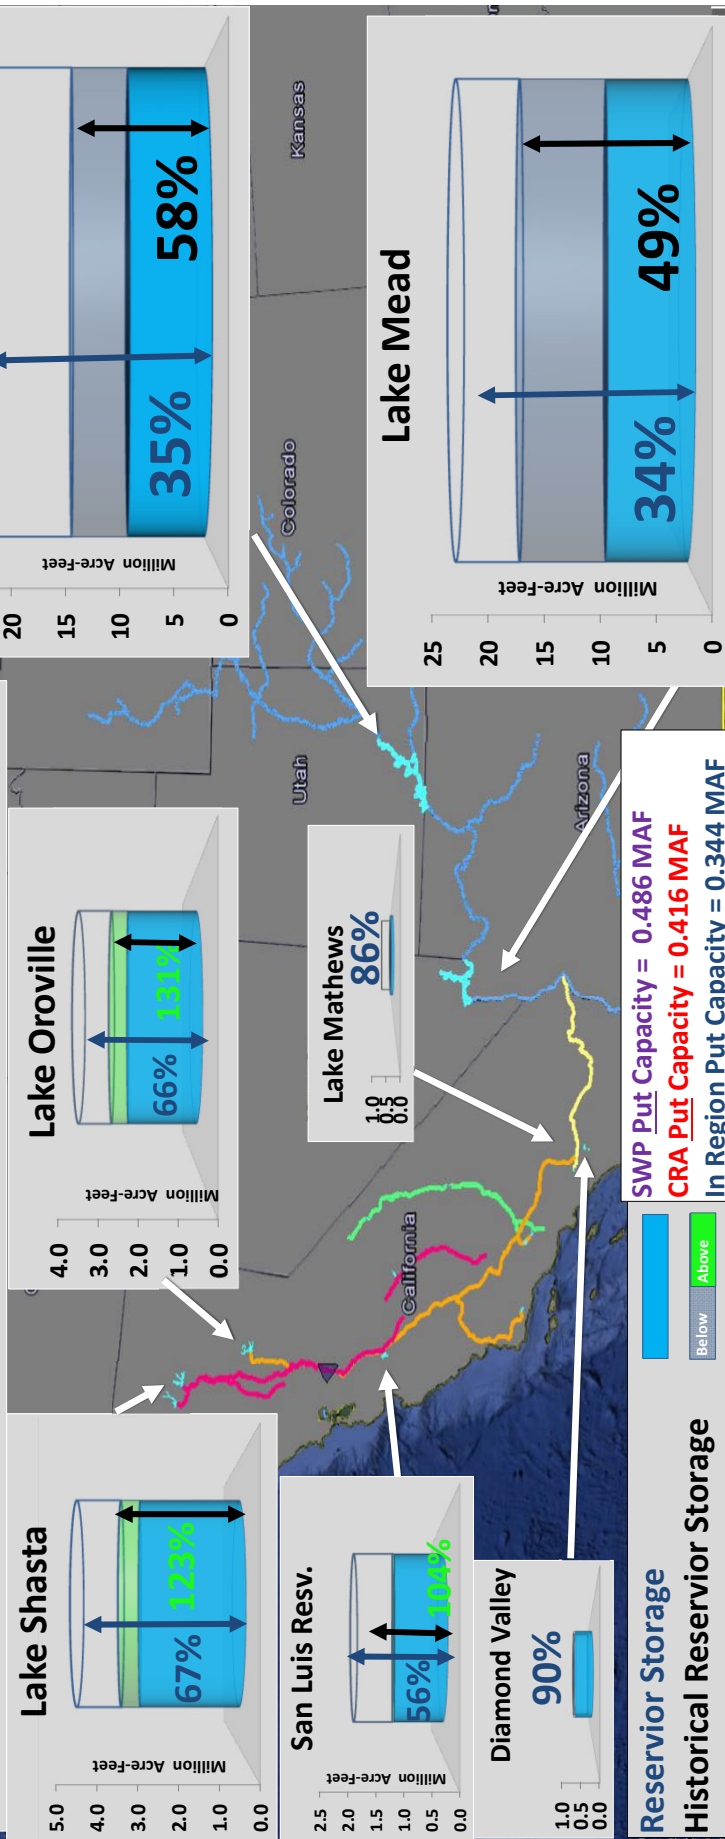 Lake Shasta
5.0
4.0
3.0
2.0
1.0
0.0
Million Acre-Feet
67%
123%
Lake Oroville
4.0
3.0
2.0
1.0
0.0
Million Acre-Feet
66%
131%
20
15
10
5
0
Million Acre-Feet
35%
58%
San Luis Resv.
2.5
2.0
1.5
1.0
0.5
0.0
Million Acre-Feet
56%
104%
Lake Mathews
1.0
0.5
0.0
86%
Diamond Valley
1.0
0.5
0.0
90%
Lake Mead
25
20
15
10
5
0
Million Acre-Feet
34%
49%
California
Utah
Colorado
Arizona
Kansas
Reservior Storage
Historical Reservior Storage
Below
Above
SWP Put Capacity = 0.486 MAF
CRA Put Capacity = 0.416 MAF
In Region Put Capacity = 0.344 MAF